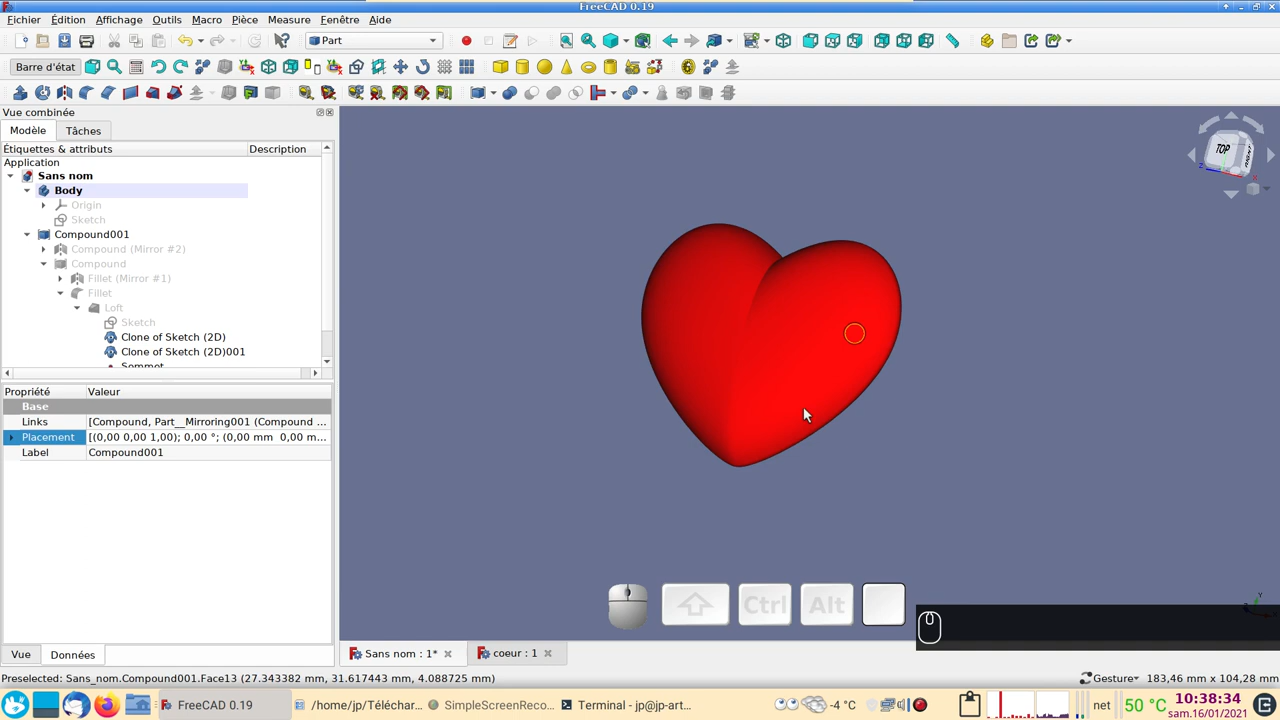 FreeCAD 0.19
Fichier Édition Affichage Outils Macro Pièce Measure Fenêtre Aide
Part
Barre d'état
Vue combinée
Modèle Tâches
Étiquettes & attributs Description
Application
Sans nom
Body
Origin
Sketch
Compound001
Compound (Mirror #2)
Compound
Fillet (Mirror #1)
Fillet
Loft
Sketch
Clone of Sketch (2D)
Clone of Sketch (2D)001
Sommet
Propriété Valeur
Base
Links [Compound, Part__Mirroring001 (Compound ...
Placement [(0,00 0,00 1,00); 0,00 °; (0,00 mm 0,00 m...
Label Compound001
TOP
Ctrl Alt
Vue Données
Sans nom : 1* coeur : 1
Preselected: Sans_nom.Compound001.Face13 (27.343382 mm, 31.617443 mm, 4.088725 mm) Gesture 183,46 mm x 104,28 mm
FreeCAD 0.19 /home/jp/Téléchar... SimpleScreenReco... Terminal - jp@jp-art... -4 °C net 50 °C 10:38:34
sam.16/01/2021